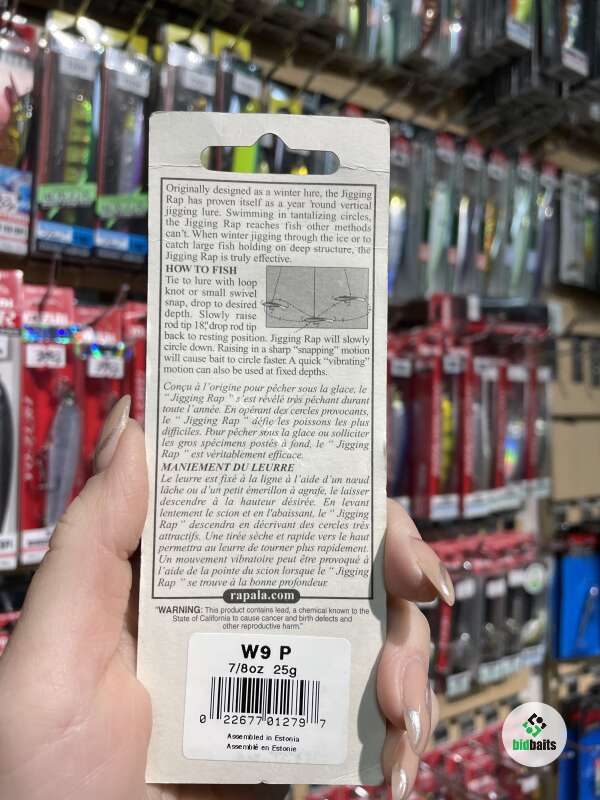 Originally designed as a winter lure, the Jigging
Rap has proven itself as a year 'round vertical
jigging lure. Swimming in tantalizing circles,
the Jigging Rap reaches fish other methods
can't. When winter jigging through the ice or to
catch large fish holding on deep structure, the
Jigging Rap is truly effective.
HOW TO FISH
Tie to lure with loop
knot or small swivel
snap, drop to desired
depth. Slowly raise
rod tip 18," drop rod tip
back to resting position. Jigging Rap will slowly
circle down. Raising in a sharp "snapping" motion
will cause bait to circle faster. A quick "vibrating"
motion can also be used at fixed depths.
Conçu à l'origine pour pêcher sous la glace, le
" Jigging Rap " s'est révélé très pêchant durant
toute l'année. En opérant des cercles provocants,
le " Jigging Rap " défie les poissons les plus
difficiles. Pour pêcher sous la glace ou solliciter
les gros spécimens postés à fond, le " Jigging
Rap " est véritablement efficace.
MANIEMENT DU LEURRE
Le leurre est fixé à la ligne à l'aide d'un nœud
lâche ou d'un petit émerillon à agrafe, le laisser
descendre à la hauteur désirée. En levant
lentement le scion et en l'abaissant, le " Jigging
Rap " descendra en décrivant des cercles très
attractifs. Une tirée sèche et rapide vers le haut
permettra au leurre de tourner plus rapidement.
Un mouvement vibratoire peut être provoqué à
l'aide de la pointe du scion lorsque le " Jigging
Rap " se trouve à la bonne profondeur.
rapala.com
"WARNING: This product contains lead, a chemical known to the
State of California to cause cancer and birth defects and
other reproductive harm."
W9 P
7/8oz 25g
0 22677 01279 7
Assembled in Estonia
Assemblé en Estonie
bidbaits